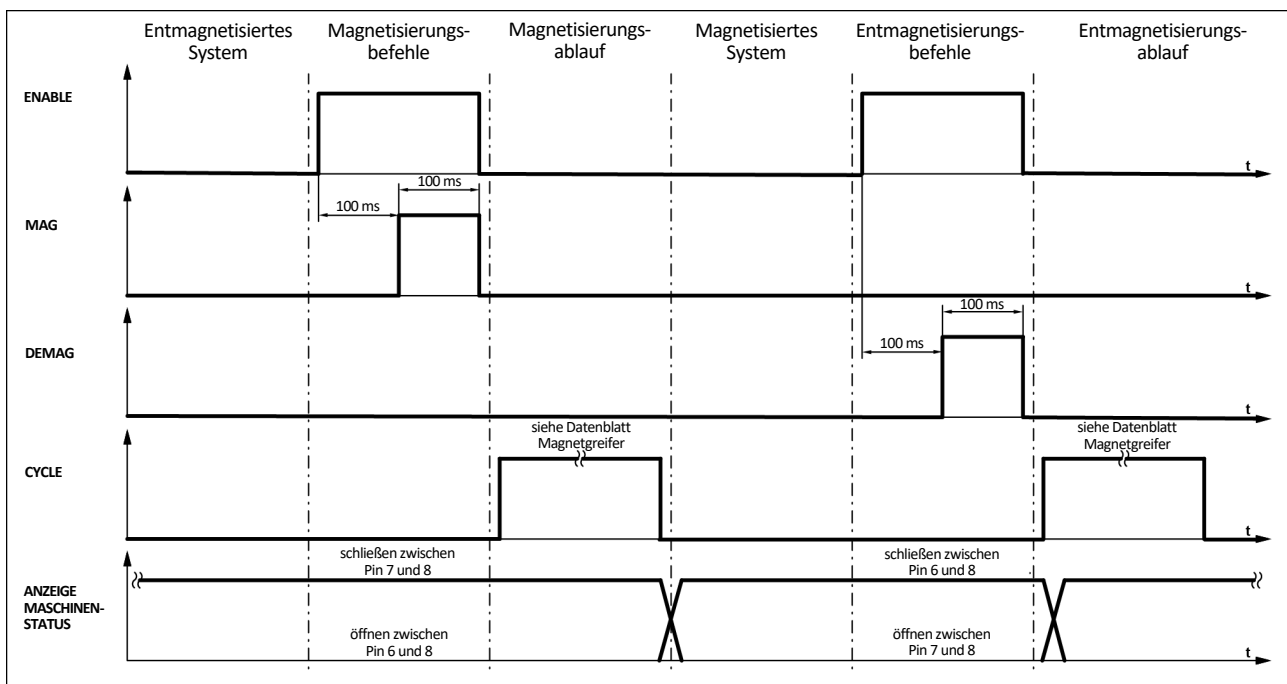 Entmagnetisiertes
System
Magnetisierungs-
befehle
Magnetisierungs-
ablauf
Magnetisiertes
System
Entmagnetisierungs-
befehle
Entmagnetisierungs-
ablauf
ENABLE
t
100 ms
100 ms
MAG
t
100 ms
100 ms
DEMAG
t
siehe Datenblatt
Magnetgreifer
siehe Datenblatt
Magnetgreifer
CYCLE
t
schließen zwischen
Pin 7 und 8
schließen zwischen
Pin 6 und 8
ANZEIGE
MASCHINEN-
STATUS
öffnen zwischen
Pin 6 und 8
öffnen zwischen
Pin 7 und 8
t